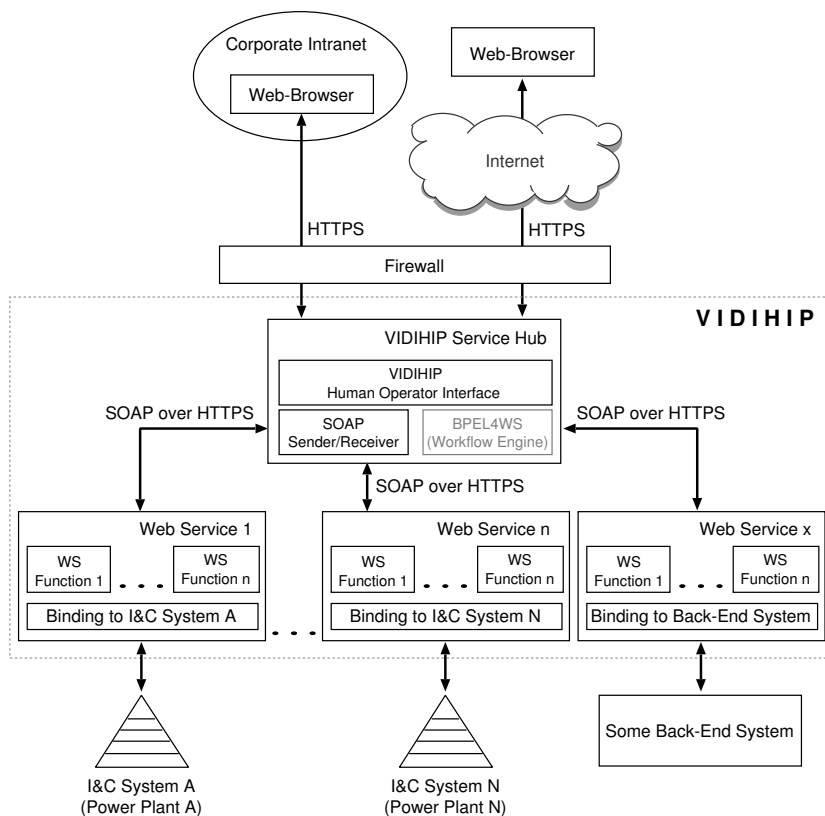 Corporate Intranet
Web-Browser
Web-Browser
Internet
HTTPS
HTTPS
Firewall
V I D I H I P
VIDIHIP Service Hub
VIDIHIP
Human Operator Interface
SOAP
Sender/Receiver
BPEL4WS
(Workflow Engine)
SOAP over HTTPS
SOAP over HTTPS
SOAP over HTTPS
Web Service 1
WS
Function 1
. . .
WS
Function n
Binding to I&C System A
. . .
Web Service n
WS
Function 1
. . .
WS
Function n
Binding to I&C System N
Web Service x
WS
Function 1
. . .
WS
Function n
Binding to Back-End System
I&C System A
(Power Plant A)
I&C System N
(Power Plant N)
Some Back-End System